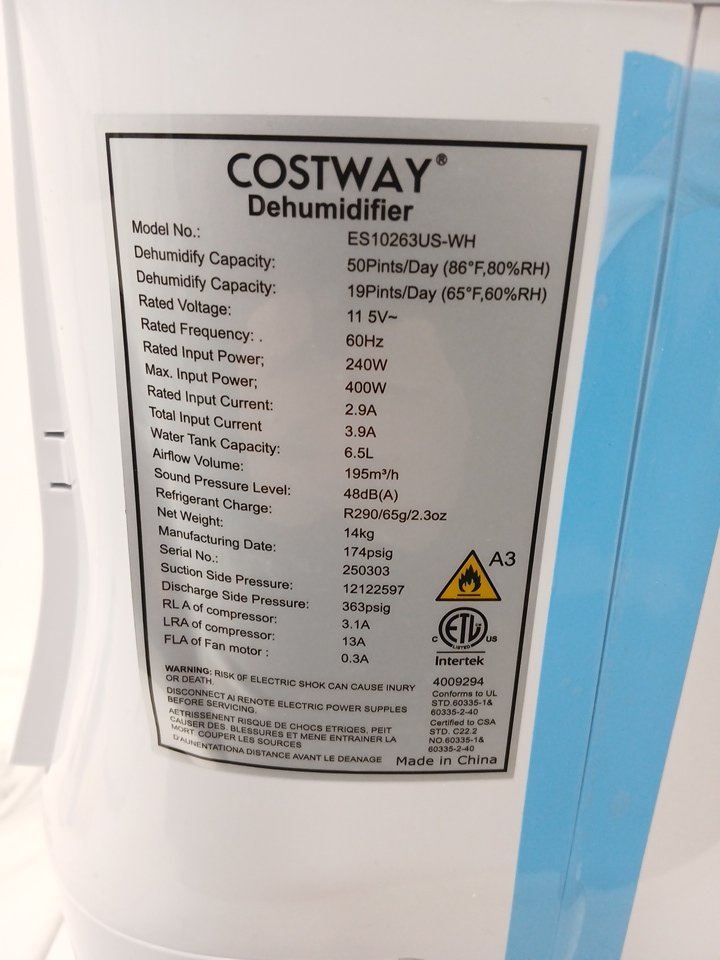 COSTWAY®
Dehumidifier
Model No.: ES10263US-WH
Dehumidify Capacity: 50Pints/Day (86°F,80%RH)
Dehumidify Capacity: 19Pints/Day (65°F,60%RH)
Rated Voltage: 11 5V~
Rated Frequency: . 60Hz
Rated Input Power; 240W
Max. Input Power; 400W
Rated Input Current: 2.9A
Total Input Current 3.9A
Water Tank Capacity: 6.5L
Airflow Volume: 195m³/h
Sound Pressure Level: 48dB(A)
Refrigerant Charge: R290/65g/2.3oz
Net Weight: 14kg
Manufacturing Date: 174psig
Serial No.: 250303
Suction Side Pressure: 12122597
Discharge Side Pressure: 363psig
RL A of compressor: 3.1A
LRA of compressor: 13A
FLA of Fan motor : 0.3A
A3
C ETL US
LISTED
Intertek
4009294
Conforms to UL
STD.60335-1&
60335-2-40
Certified to CSA
STD. C22.2
NO.60335-1&
60335-2-40
WARNING: RISK OF ELECTRIC SHOK CAN CAUSE INURY
OR DEATH.
DISCONNECT AI RENOTE ELECTRIC POWER SUPPLES
BEFORE SERVICING.
AETRISSENENT RISQUE DE CHOCS ETRIQES, PEIT
CAUSER DES. BLESSURES ET MENE ENTRAINER LA
MORT COUPER LES SOURCES
D'AUNENTATIONA DISTANCE AVANT LE DEANAGE
Made in China